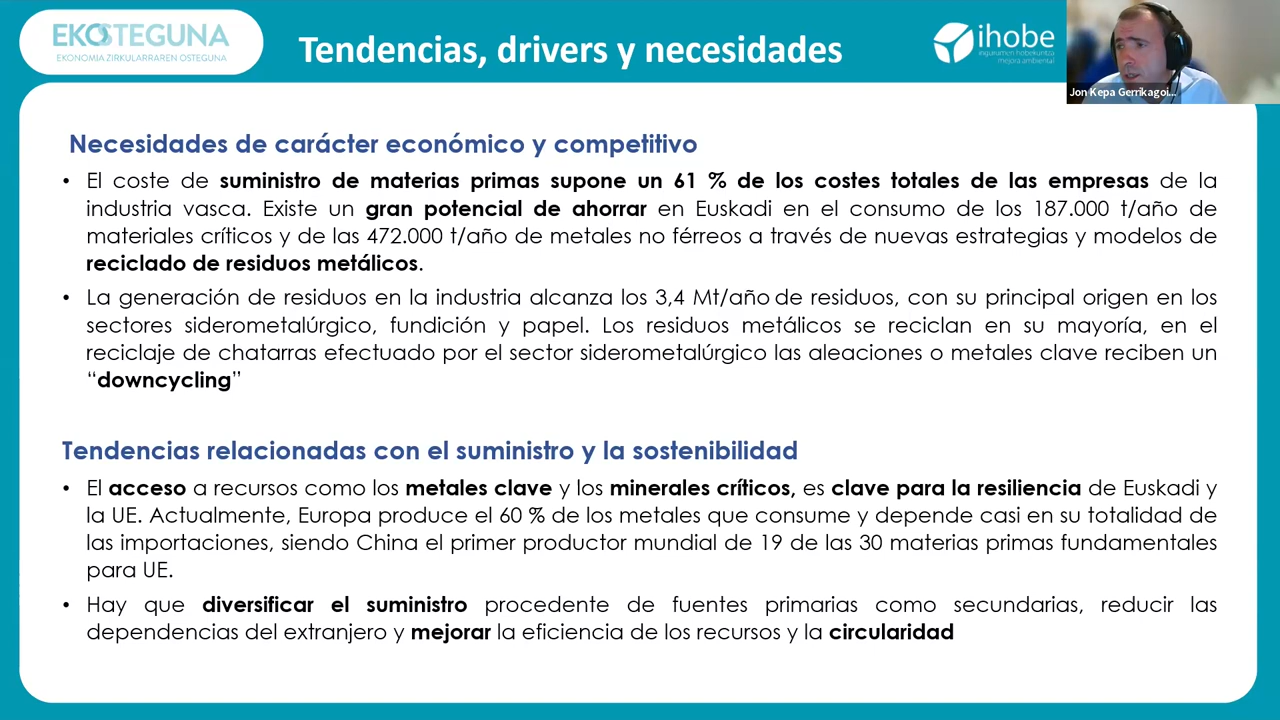 EKOSTEGUNA
EKONOMIA ZIRKULARRAREN OSTEGUNA
Tendencias, drivers y necesidades
ihobe
ingurumen hobekuntza
mejora ambiental
Jon Kepa Gerrikagoi...
Necesidades de carácter económico y competitivo
• El coste de suministro de materias primas supone un 61 % de los costes totales de las empresas de la
industria vasca. Existe un gran potencial de ahorrar en Euskadi en el consumo de los 187.000 t/año de
materiales críticos y de las 472.000 t/año de metales no férreos a través de nuevas estrategias y modelos de
reciclado de residuos metálicos.
• La generación de residuos en la industria alcanza los 3,4 Mt/año de residuos, con su principal origen en los
sectores siderometalúrgico, fundición y papel. Los residuos metálicos se reciclan en su mayoría, en el
reciclaje de chatarras efectuado por el sector siderometalúrgico las aleaciones o metales clave reciben un
“downcycling”
Tendencias relacionadas con el suministro y la sostenibilidad
• El acceso a recursos como los metales clave y los minerales críticos, es clave para la resiliencia de Euskadi y
la UE. Actualmente, Europa produce el 60 % de los metales que consume y depende casi en su totalidad de
las importaciones, siendo China el primer productor mundial de 19 de las 30 materias primas fundamentales
para UE.
• Hay que diversificar el suministro procedente de fuentes primarias como secundarias, reducir las
dependencias del extranjero y mejorar la eficiencia de los recursos y la circularidad